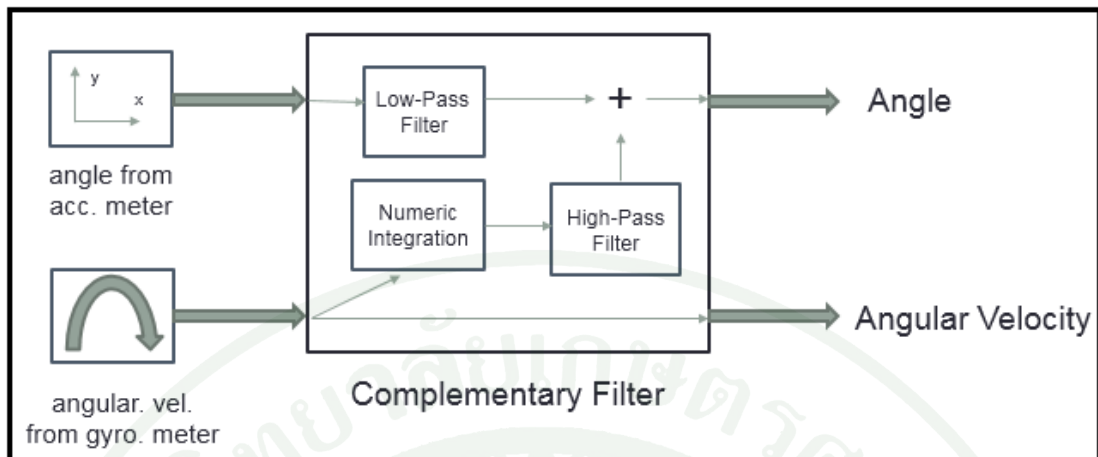 y
x
angle from
acc. meter
Low-Pass
Filter
+
Angle
Numeric
Integration
High-Pass
Filter
angular. vel.
from gyro. meter
Angular Velocity
Complementary Filter